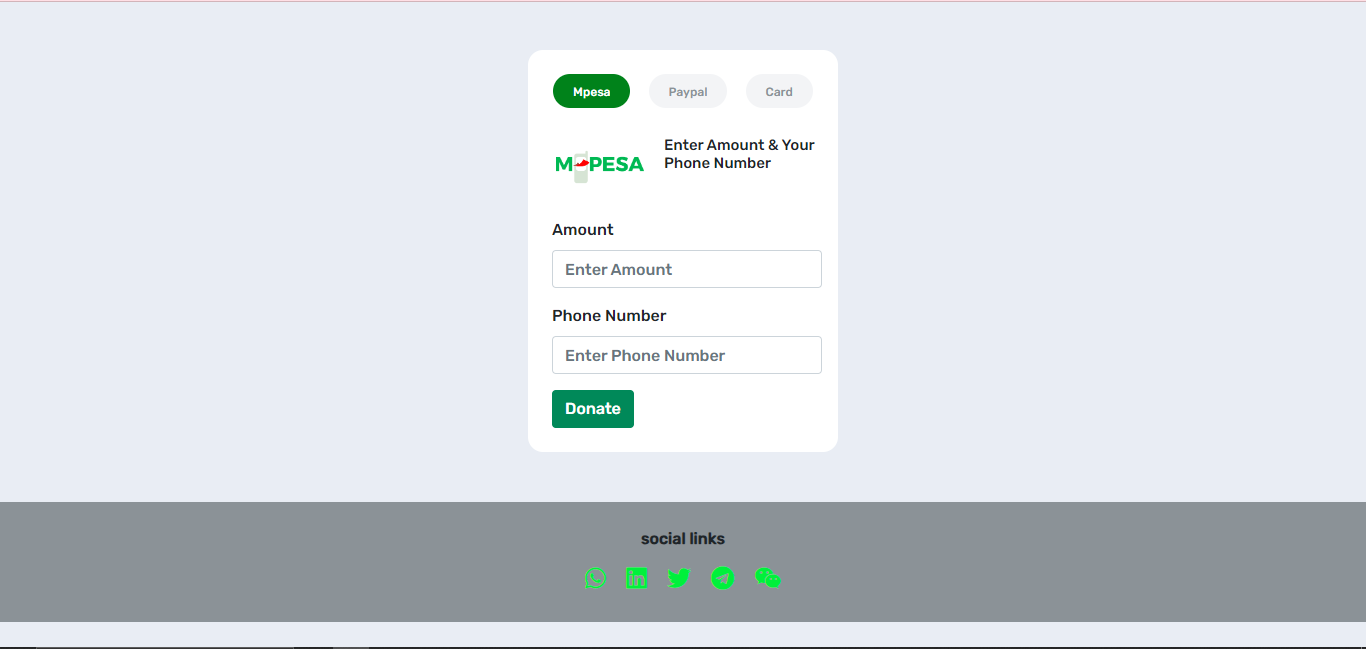 Mpesa Paypal Card
M PESA
Enter Amount & Your
Phone Number
Amount
Enter Amount
Phone Number
Enter Phone Number
Donate
social links
in